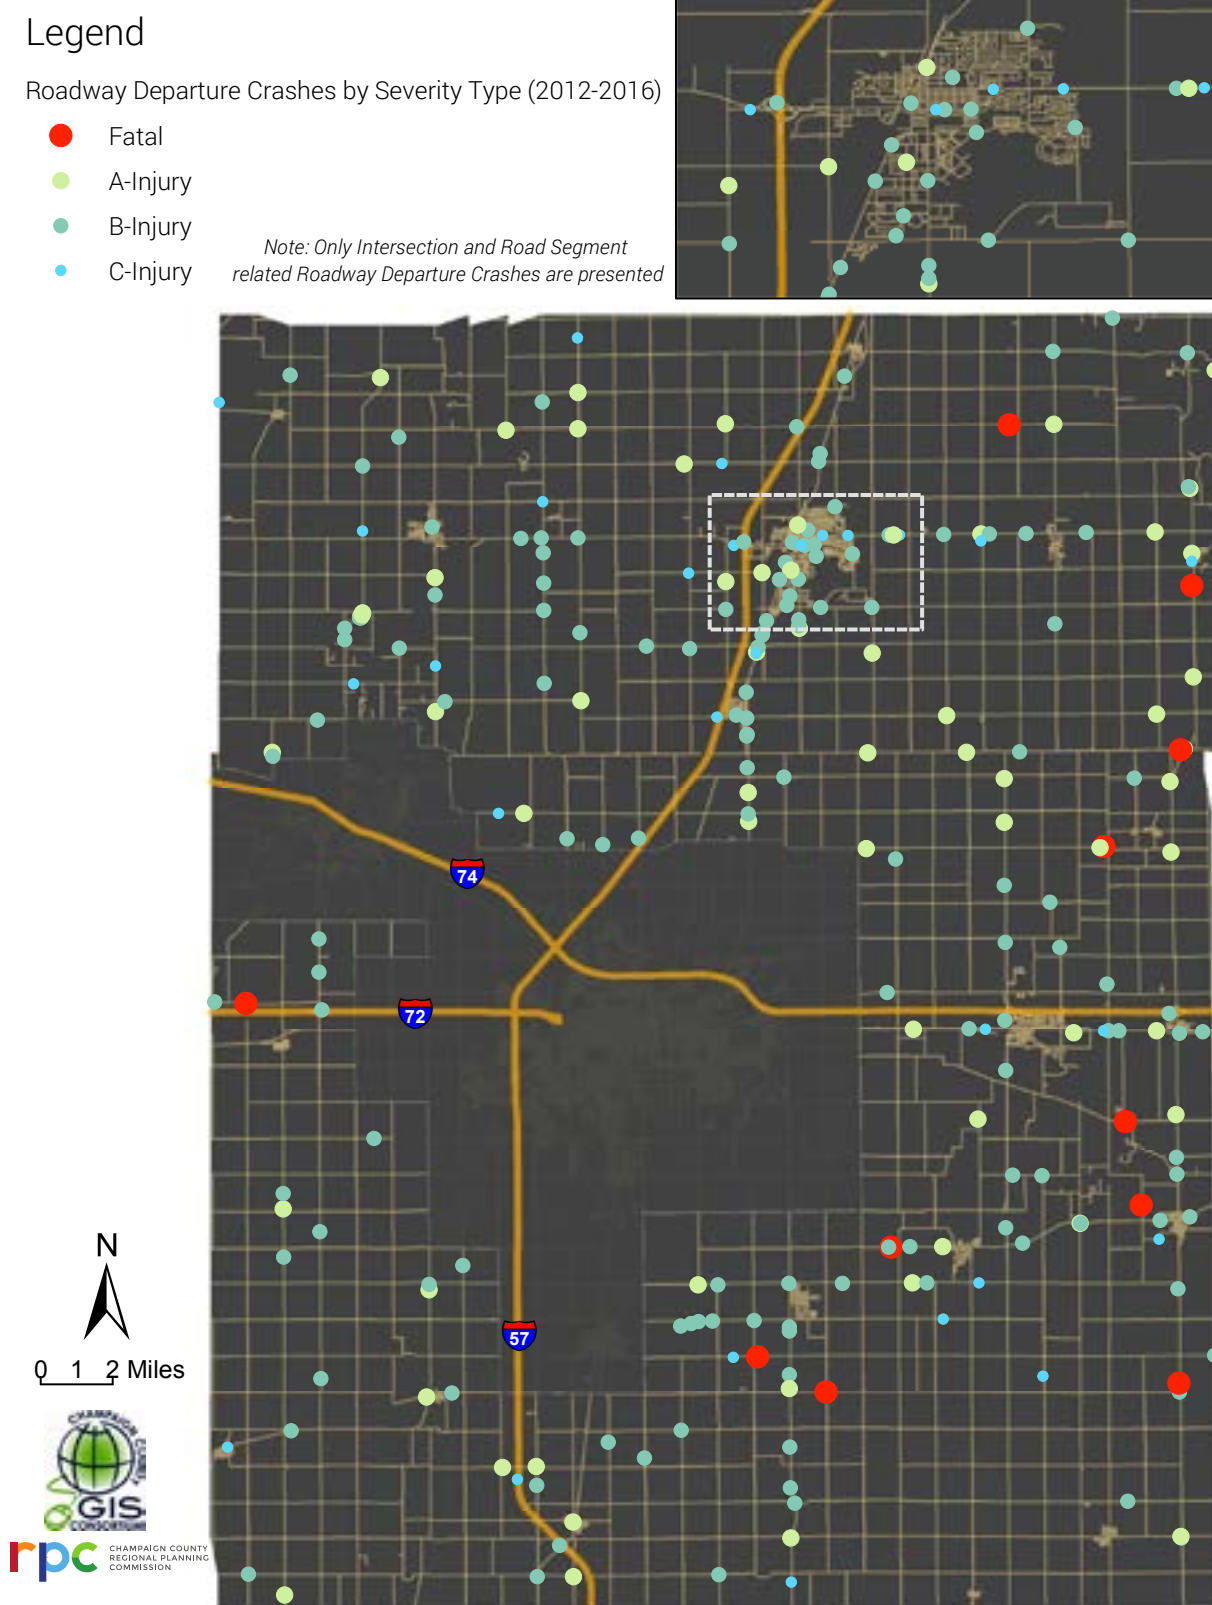 Legend
Roadway Departure Crashes by Severity Type (2012-2016)
Fatal
A-Injury
B-Injury
C-Injury
Note: Only Intersection and Road Segment
related Roadway Departure Crashes are presented
74
72
57
N
0 1 2 Miles
CHAMPAIGN
GIS
CONSORTIUM
rpc
CHAMPAIGN COUNTY
REGIONAL PLANNING
COMMISSION